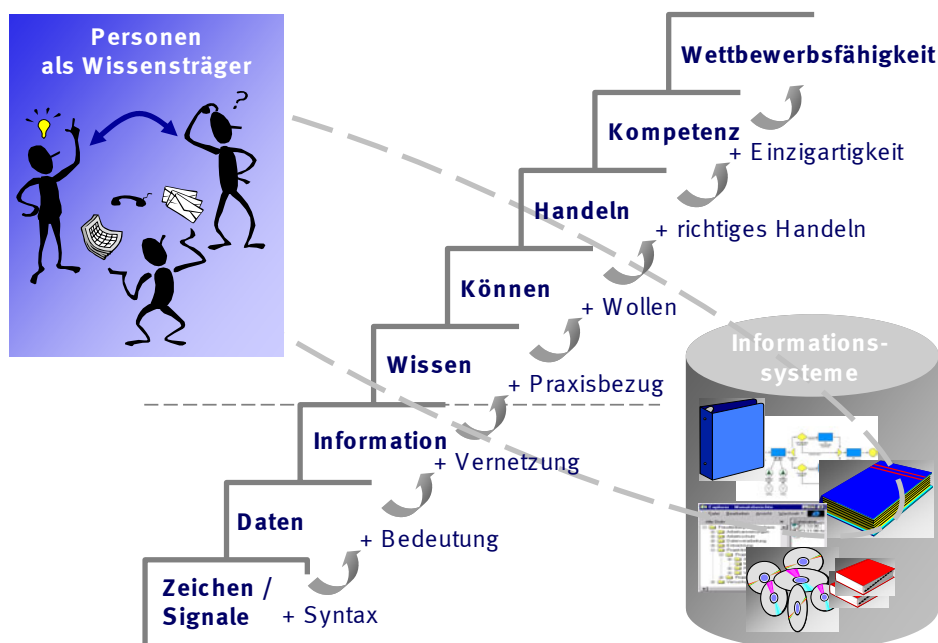 Personen
als Wissensträger
?
Wettbewerbsfähigkeit
Kompetenz
+ Einzigartigkeit
Handeln
+ richtiges Handeln
Können
+ Wollen
Wissen
+ Praxisbezug
Information
+ Vernetzung
Daten
+ Bedeutung
Zeichen /
Signale
+ Syntax
Informations-
systeme